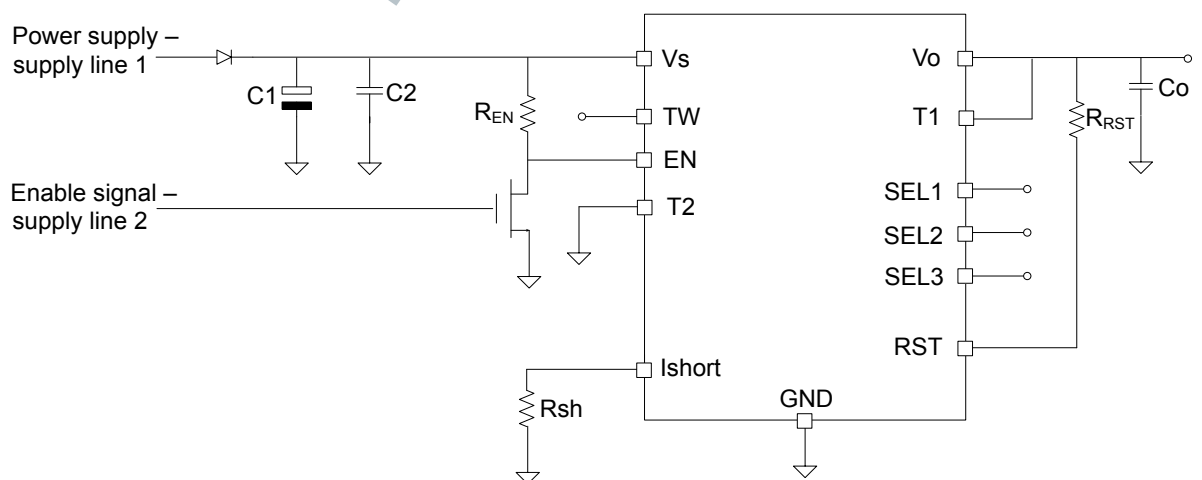 Power supply –
supply line 1
C1
C2
R_EN
Vs
TW
EN
T2
Enable signal –
supply line 2
Ishort
Rsh
GND
Vo
T1
SEL1
SEL2
SEL3
RST
R_RST
Co